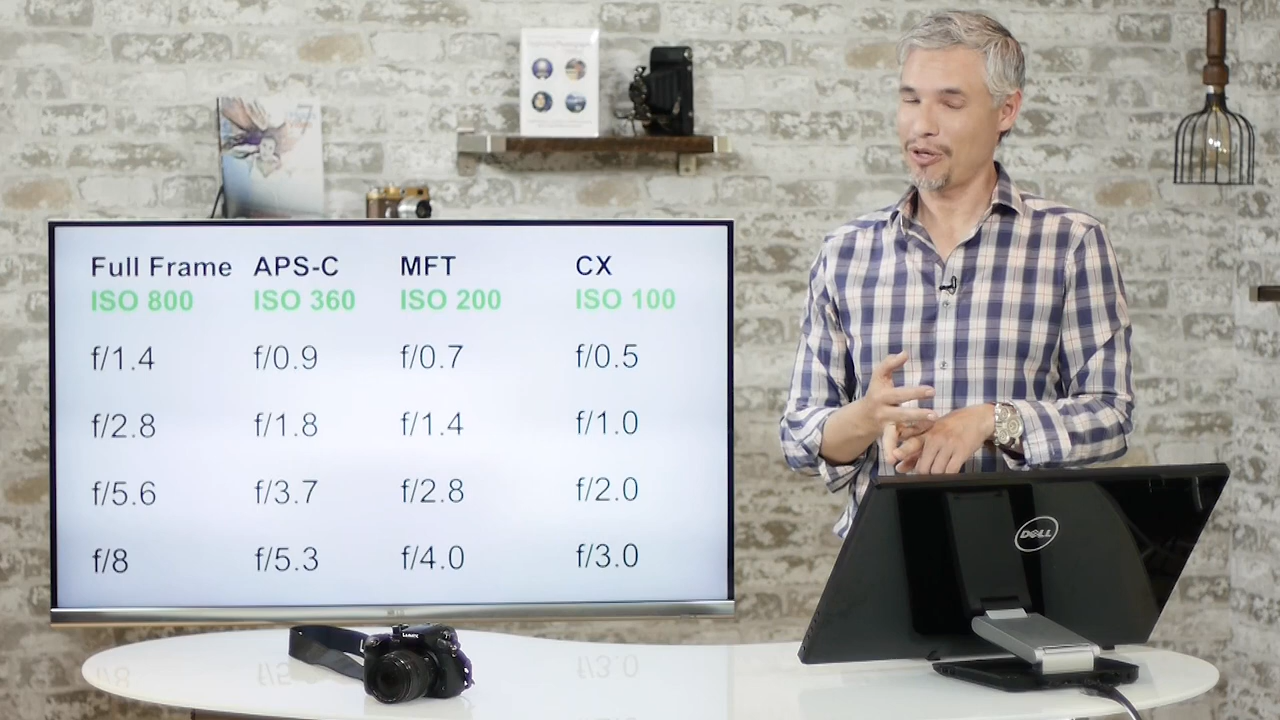 Full Frame APS-C MFT CX
ISO 800 ISO 360 ISO 200 ISO 100
f/1.4 f/0.9 f/0.7 f/0.5
f/2.8 f/1.8 f/1.4 f/1.0
f/5.6 f/3.7 f/2.8 f/2.0
f/8 f/5.3 f/4.0 f/3.0
DELL
LUMIX